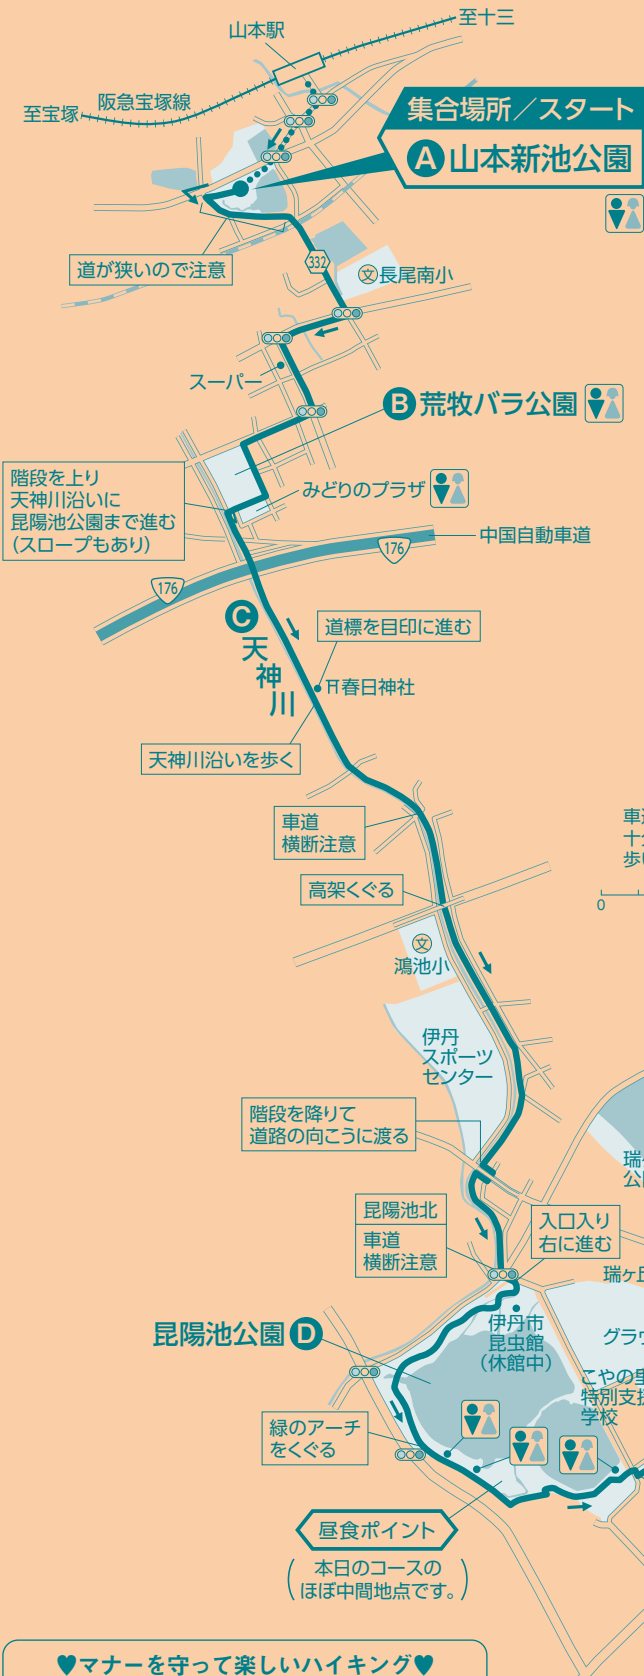 至十三
山本駅
阪急宝塚線
至宝塚
集合場所／スタート
A 山本新池公園
道が狭いので注意
332
文 長尾南小
スーパー
B 荒牧バラ公園
階段を上り
天神川沿いに
昆陽池公園まで進む
（スロープもあり）
みどりのプラザ
中国自動車道
176
176
C 天神川
道標を目印に進む
春日神社
天神川沿いを歩く
車道
横断注意
高架くぐる
文
鴻池小
伊丹
スポーツ
センター
階段を降りて
道路の向こうに渡る
昆陽池北
車道
横断注意
入口入り
右に進む
0
瑞ヶ
伊丹市
昆虫館
（休館中）
グラ
こやの
特別支援
学校
昆陽池公園 D
緑のアーチ
をくぐる
昼食ポイント
（本日のコースの
ほぼ中間地点です。）
♥マナーを守って楽しいハイキング♥